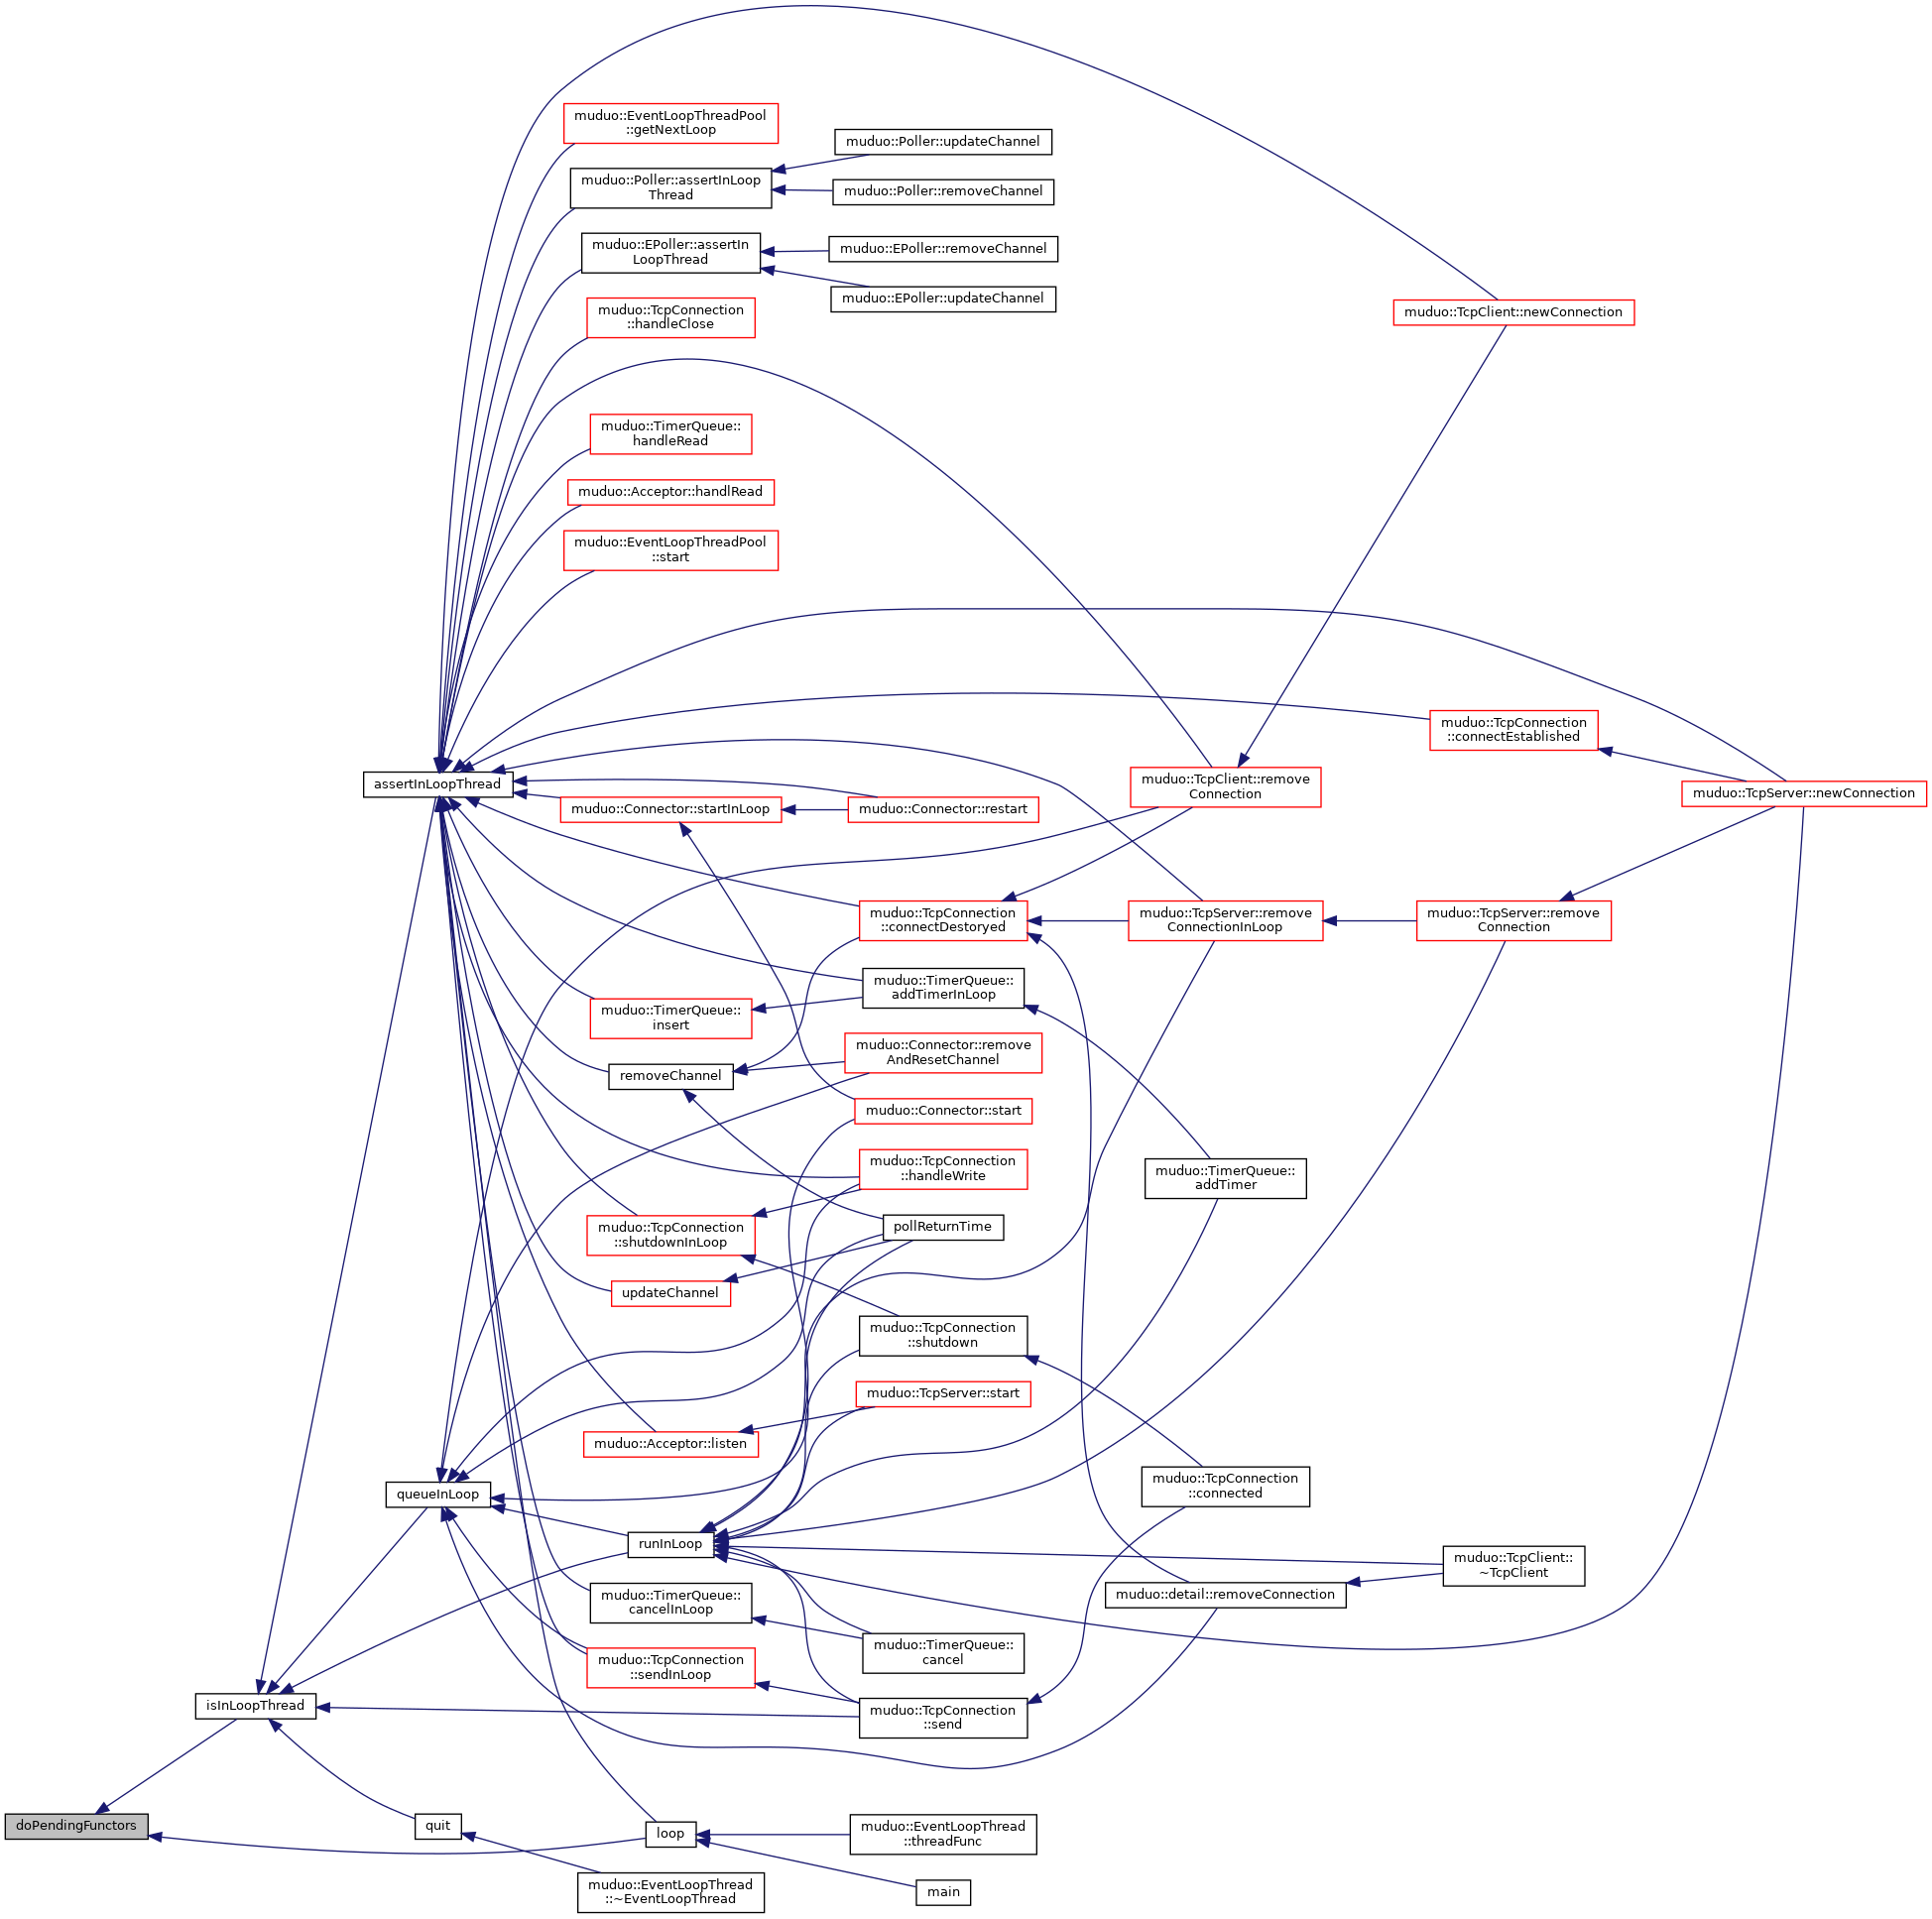 muduo::EventLoopThreadPool
::getNextLoop
muduo::Poller::updateChannel
muduo::Poller::assertInLoop
Thread
muduo::Poller::removeChannel
muduo::EPoller::assertIn
LoopThread
muduo::EPoller::removeChannel
muduo::EPoller::updateChannel
muduo::TcpConnection
::handleClose
muduo::TcpClient::newConnection
muduo::TimerQueue::
handleRead
muduo::Acceptor::handlRead
muduo::EventLoopThreadPool
::start
muduo::TcpConnection
::connectEstablished
assertInLoopThread
muduo::TcpClient::remove
Connection
muduo::TcpServer::newConnection
muduo::Connector::startInLoop
muduo::Connector::restart
muduo::TcpConnection
::connectDestoryed
muduo::TcpServer::remove
ConnectionInLoop
muduo::TcpServer::remove
Connection
muduo::TimerQueue::
addTimerInLoop
muduo::TimerQueue::
insert
muduo::Connector::remove
AndResetChannel
removeChannel
muduo::Connector::start
muduo::TcpConnection
::handleWrite
muduo::TimerQueue::
addTimer
muduo::TcpConnection
::shutdownInLoop
pollReturnTime
updateChannel
muduo::TcpConnection
::shutdown
muduo::TcpServer::start
muduo::Acceptor::listen
queueInLoop
muduo::TcpConnection
::connected
runInLoop
muduo::TcpClient::
~TcpClient
muduo::TimerQueue::
cancelInLoop
muduo::detail::removeConnection
muduo::TimerQueue::
cancel
muduo::TcpConnection
::sendInLoop
isInLoopThread
muduo::TcpConnection
::send
doPendingFunctors
quit
loop
muduo::EventLoopThread
::threadFunc
muduo::EventLoopThread
::~EventLoopThread
main